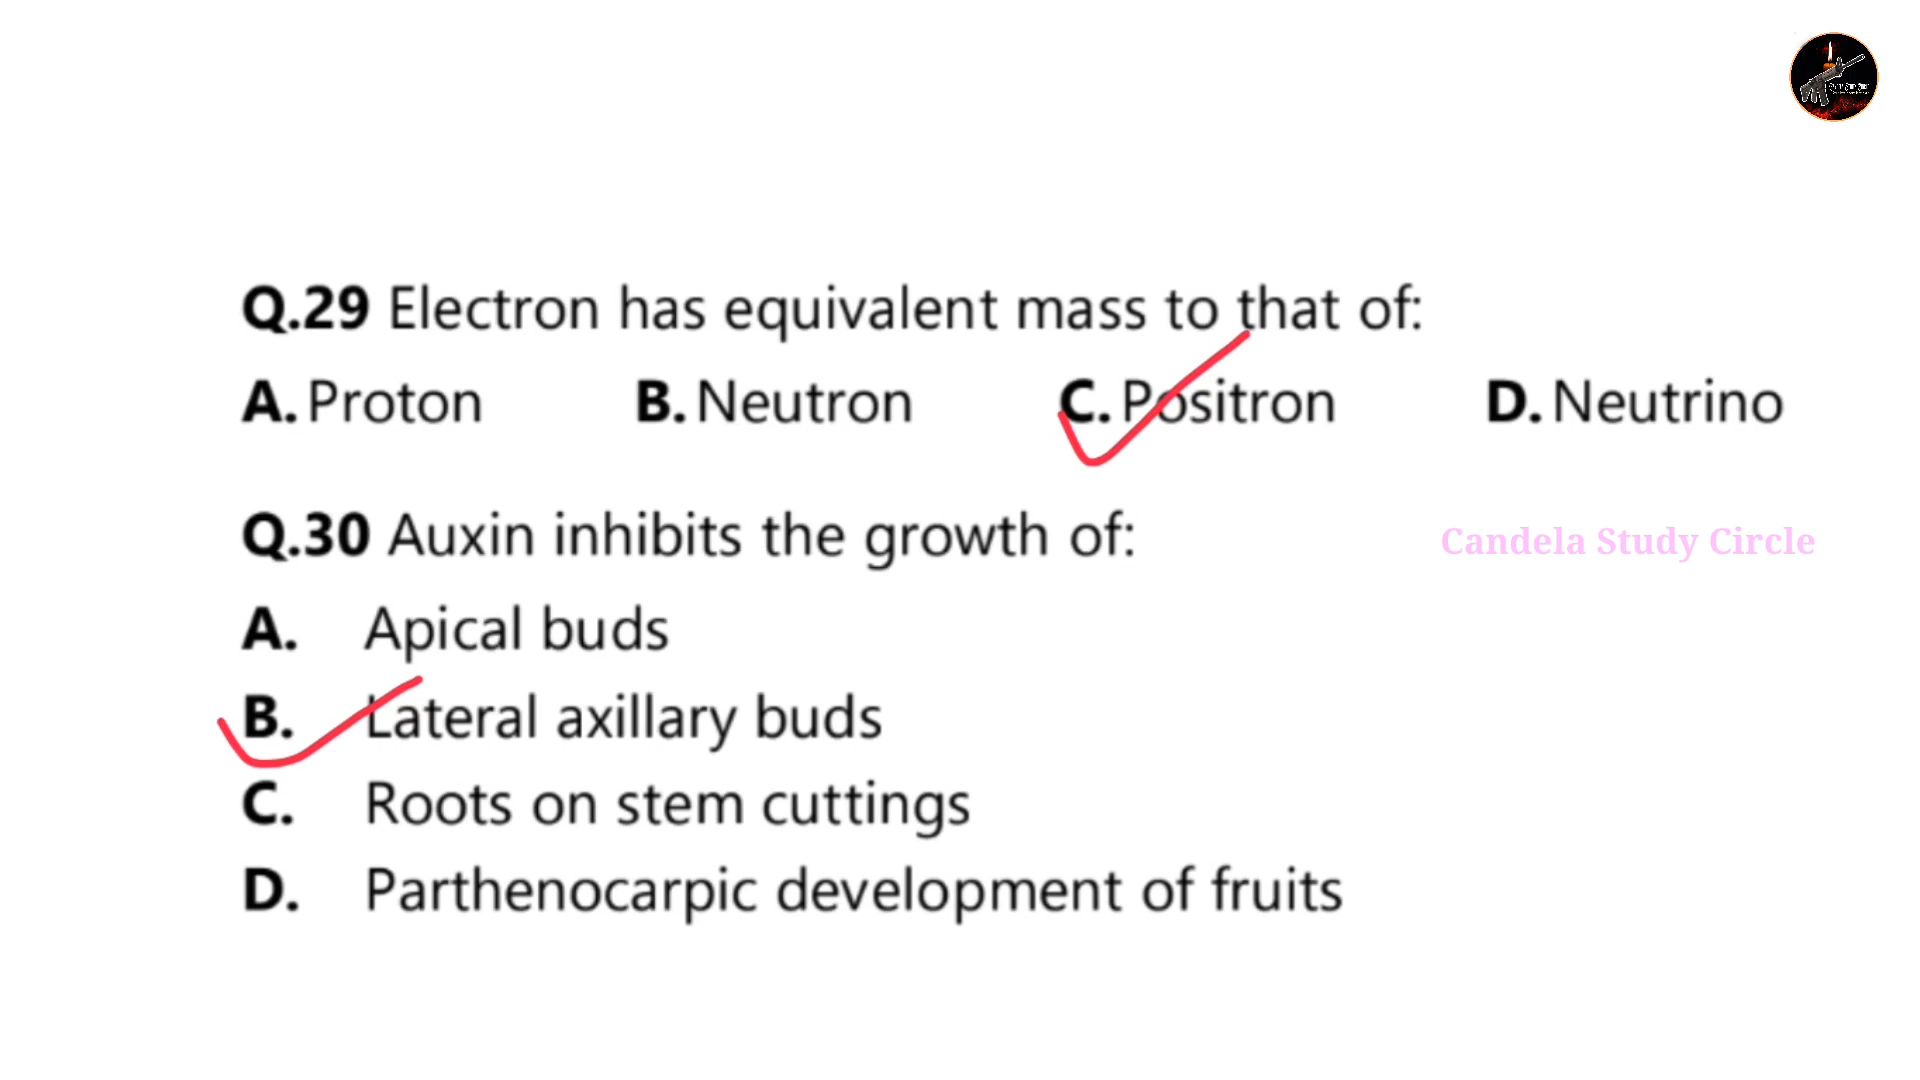 Q.29 Electron has equivalent mass to that of:
A. Proton B. Neutron C. Positron D. Neutrino
Q.30 Auxin inhibits the growth of:
Candela Study Circle
A. Apical buds
B. Lateral axillary buds
C. Roots on stem cuttings
D. Parthenocarpic development of fruits